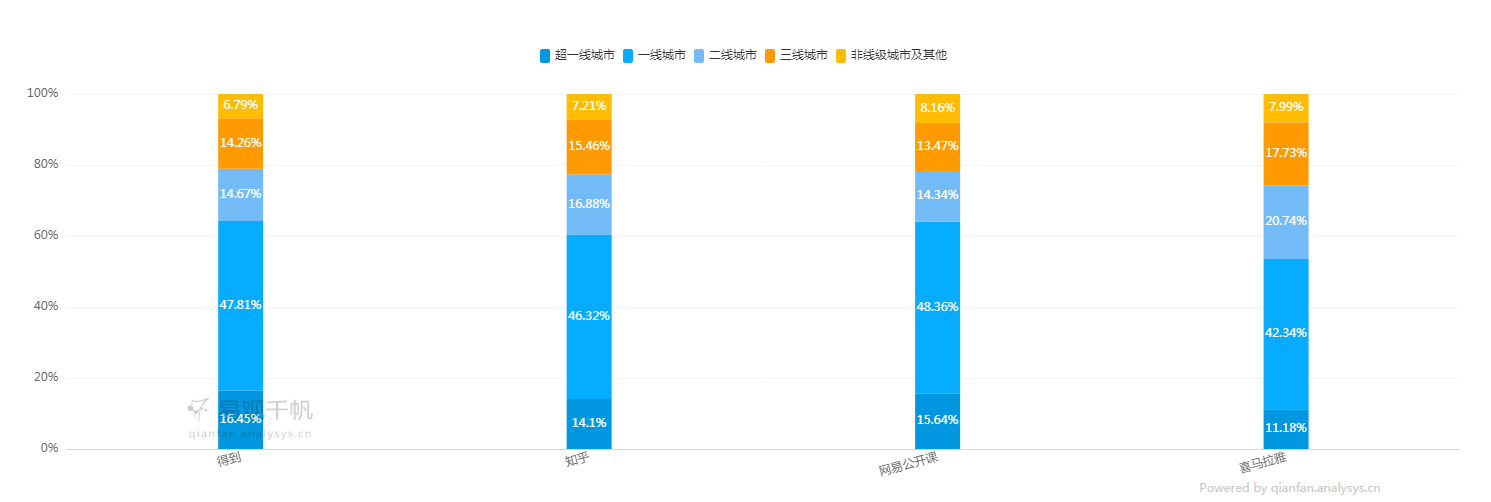 超一线城市 一线城市 二线城市 三线城市 非线级城市及其他
100%
80%
60%
40%
20%
0%
6.79% 7.21% 8.16% 7.99%
14.26% 15.46% 13.47% 17.73%
14.67% 16.88% 14.34% 20.74%
47.81% 46.32% 48.36% 42.34%
16.45% 14.1% 15.64% 11.18%
易观千帆
qianfan.analysys.cn
得到 知乎 网易公开课 喜马拉雅
Powered by qianfan.analysys.cn